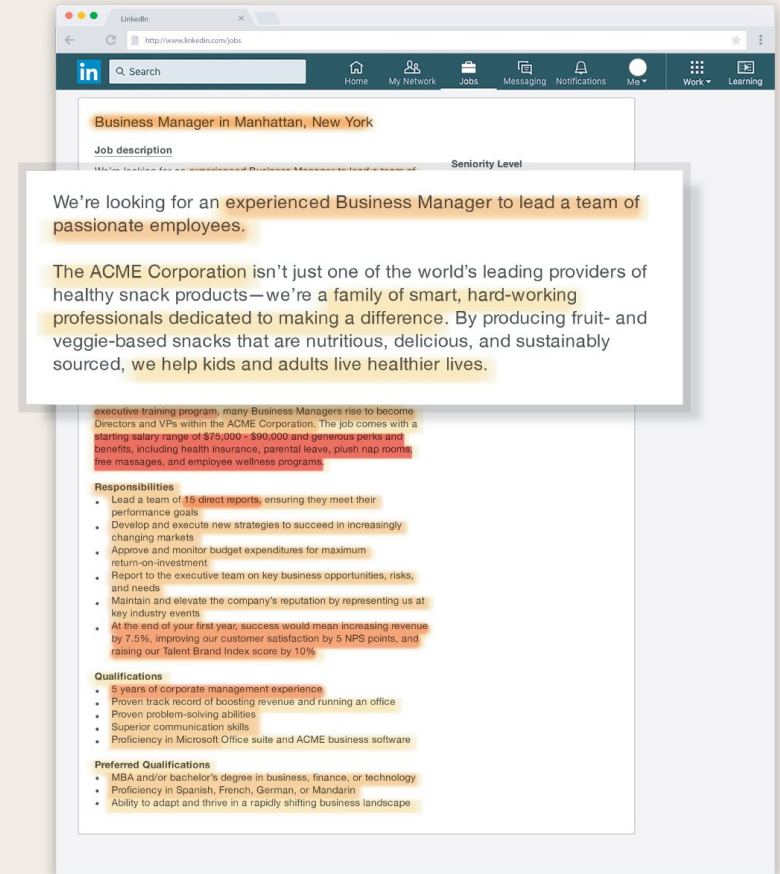 LinkedIn
http://www.linkedin.com/jobs
in
Search
Home
My Network
Jobs
Messaging
Notifications
Me
Work
Learning
Business Manager in Manhattan, New York
Job description
Seniority Level
We're looking for an experienced Business Manager to lead a team of
We're looking for an experienced Business Manager to lead a team of
passionate employees.
The ACME Corporation isn't just one of the world's leading providers of
healthy snack products—we're a family of smart, hard-working
professionals dedicated to making a difference. By producing fruit- and
veggie-based snacks that are nutritious, delicious, and sustainably
sourced, we help kids and adults live healthier lives.
executive training program, many Business Managers rise to become
Directors and VPs within the ACME Corporation. The job comes with a
starting salary range of $75,000 - $90,000 and generous perks and
benefits, including health insurance, parental leave, plush nap rooms,
free massages, and employee wellness programs.
Responsibilities
• Lead a team of 15 direct reports, ensuring they meet their
performance goals
• Develop and execute new strategies to succeed in increasingly
changing markets
• Approve and monitor budget expenditures for maximum
return-on-investment
• Report to the executive team on key business opportunities, risks,
and needs
• Maintain and elevate the company's reputation by representing us at
key industry events
• At the end of your first year, success would mean increasing revenue
by 7.5%, improving our customer satisfaction by 5 NPS points, and
raising our Talent Brand Index score by 10%
Qualifications
• 5 years of corporate management experience
• Proven track record of boosting revenue and running an office
• Proven problem-solving abilities
• Superior communication skills
• Proficiency in Microsoft Office suite and ACME business software
Preferred Qualifications
• MBA and/or bachelor's degree in business, finance, or technology
• Proficiency in Spanish, French, German, or Mandarin
• Ability to adapt and thrive in a rapidly shifting business landscape